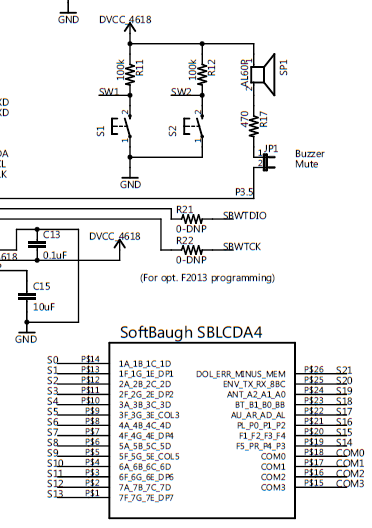 GND
DVCC_4618
100k
R11
100k
R12
AL60R
SP1
SW1
SW2
S1
S2
470
R17
JP1
Buzzer
Mute
GND
P3.5
R21
SBWTDIO
0-DNP
R22
SBWTCK
0-DNP
(For opt. F2013 programming)
C13
0.1uF
DVCC_4618
4618
C15
10uF
GND
SoftBaugh SBLCDA4
S0 P$14 1A_1B_1C_1D
S1 P$13 1F_1G_1E_DP1 DOL_ERR_MINUS_MEM P$26 S21
S2 P$12 2A_2B_2C_2D ENV_TX_RX_8BC P$25 S20
S3 P$11 2F_2G_2E_DP2 ANT_A2_A1_A0 P$24 S19
S4 P$10 3A_3B_3C_3D BT_B1_B0_BB P$23 S18
S5 P$9 3F_3G_3E_COL3 AU_AR_AD_AL P$22 S17
S6 P$8 4A_4B_4C_4D PL_P0_P1_P2 P$21 S16
S7 P$7 4F_4G_4E_DP4 F1_F2_F3_F4 P$20 S15
S8 P$6 5A_5B_5C_5D F5_PR_P4_P3 P$19 S14
S9 P$5 5F_5G_5E_COL5 COM0 P$18 COM0
S10 P$4 6A_6B_6C_6D COM1 P$17 COM1
S11 P$3 6F_6G_6E_DP6 COM2 P$16 COM2
S12 P$2 7A_7B_7C_7D COM3 P$15 COM3
S13 P$1 7F_7G_7E_DP7